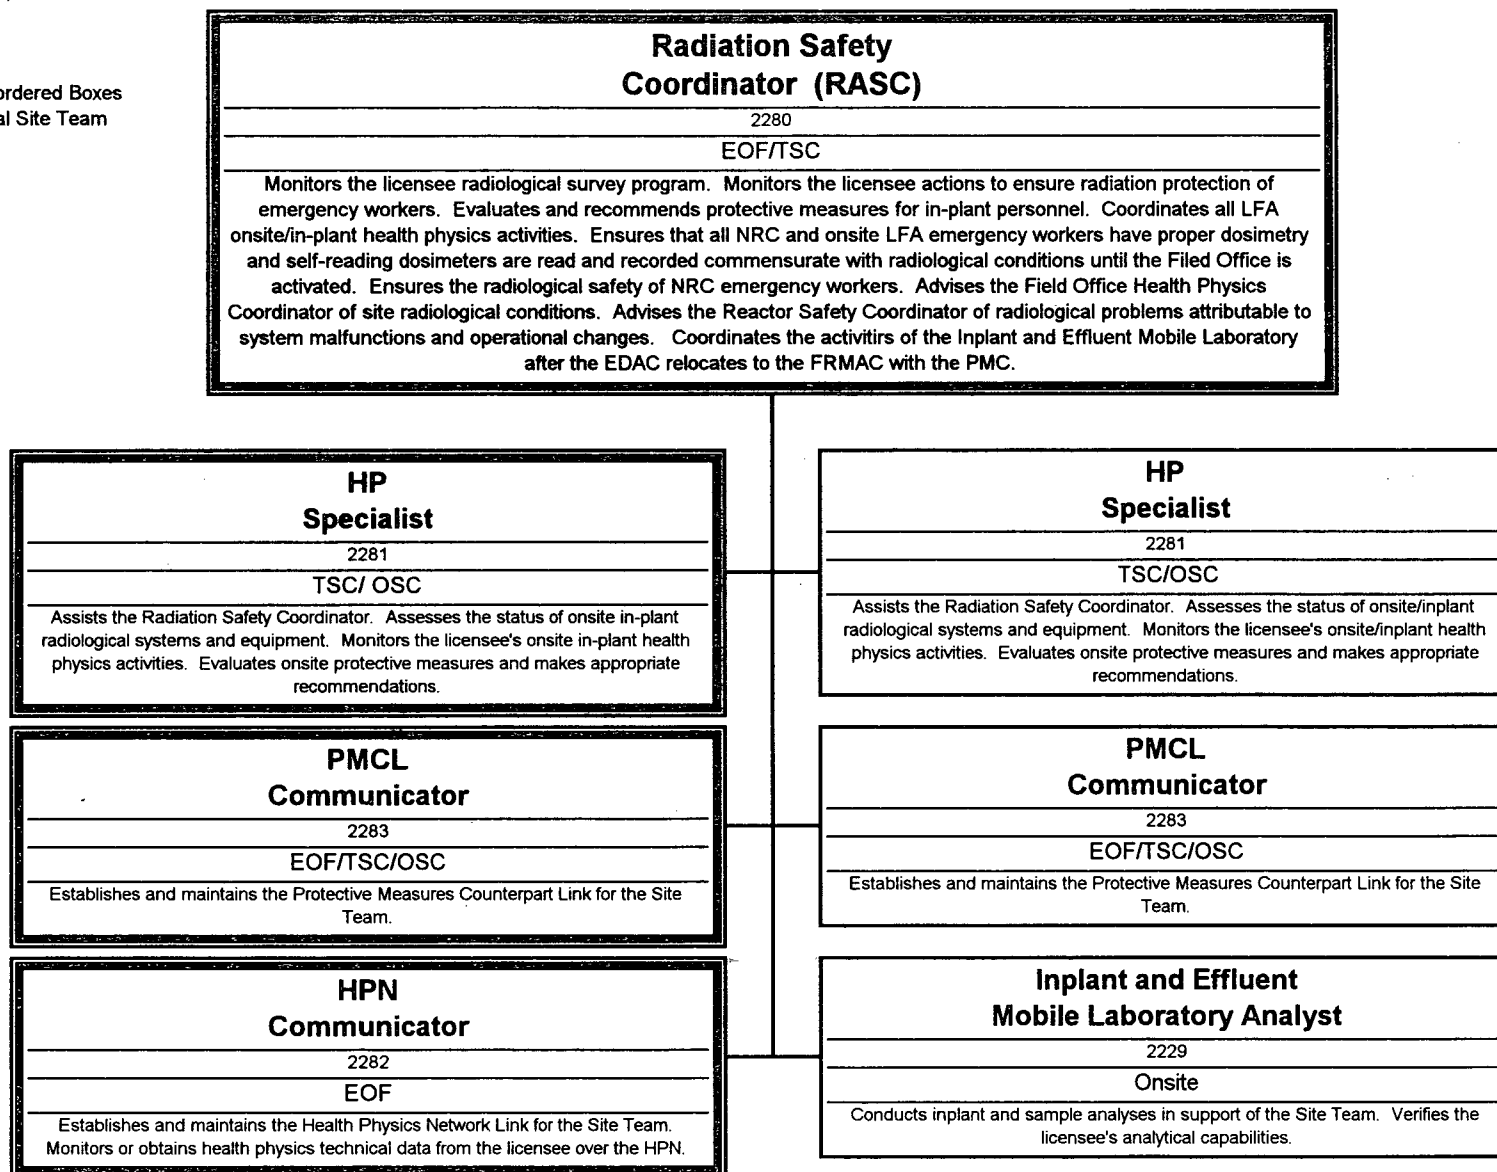 ordered Boxes
al Site Team
Radiation Safety
Coordinator (RASC)
2280
EOF/TSC
Monitors the licensee radiological survey program. Monitors the licensee actions to ensure radiation protection of
emergency workers. Evaluates and recommends protective measures for in-plant personnel. Coordinates all LFA
onsite/in-plant health physics activities. Ensures that all NRC and onsite LFA emergency workers have proper dosimetry
and self-reading dosimeters are read and recorded commensurate with radiological conditions until the Filed Office is
activated. Ensures the radiological safety of NRC emergency workers. Advises the Field Office Health Physics
Coordinator of site radiological conditions. Advises the Reactor Safety Coordinator of radiological problems attributable to
system malfunctions and operational changes. Coordinates the activitirs of the Inplant and Effluent Mobile Laboratory
after the EDAC relocates to the FRMAC with the PMC.
HP
Specialist
2281
TSC/ OSC
Assists the Radiation Safety Coordinator. Assesses the status of onsite in-plant
radiological systems and equipment. Monitors the licensee's onsite in-plant health
physics activities. Evaluates onsite protective measures and makes appropriate
recommendations.
HP
Specialist
2281
TSC/OSC
Assists the Radiation Safety Coordinator. Assesses the status of onsite/inplant
radiological systems and equipment. Monitors the licensee's onsite/inplant health
physics activities. Evaluates onsite protective measures and makes appropriate
recommendations.
PMCL
Communicator
2283
EOF/TSC/OSC
Establishes and maintains the Protective Measures Counterpart Link for the Site
Team.
PMCL
Communicator
2283
EOF/TSC/OSC
Establishes and maintains the Protective Measures Counterpart Link for the Site
Team.
HPN
Communicator
2282
EOF
Establishes and maintains the Health Physics Network Link for the Site Team.
Monitors or obtains health physics technical data from the licensee over the HPN.
Inplant and Effluent
Mobile Laboratory Analyst
2229
Onsite
Conducts inplant and sample analyses in support of the Site Team. Verifies the
licensee's analytical capabilities.